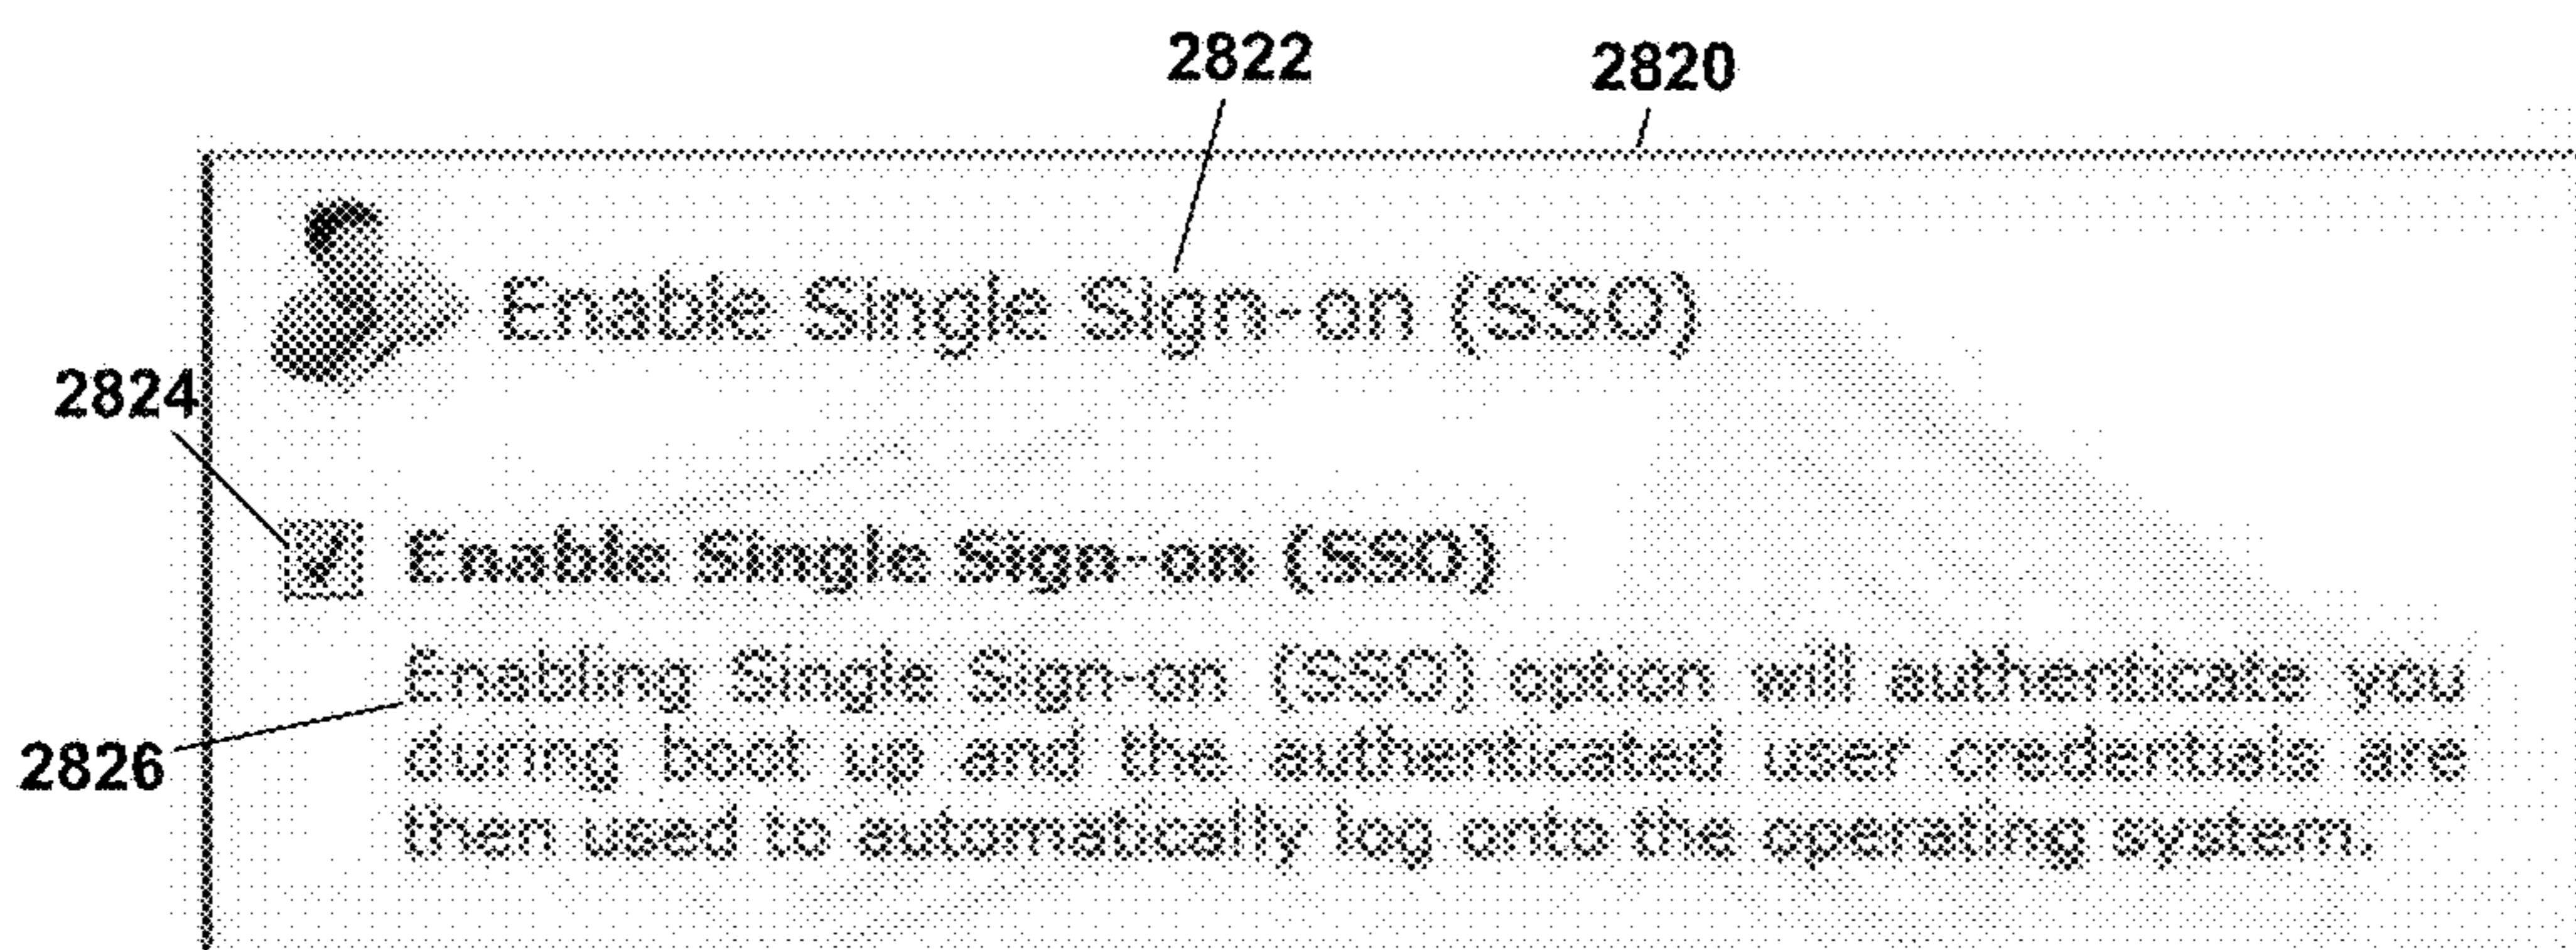 2822
2820
Enable Single Sign-on (SSO)
2824
Enable Single Sign-on (SSO)
Enabling Single Sign-on (SSO) option will authenticate you
during boot up and the authenticated user credentials are
2826
then used to automatically log onto the operating system.